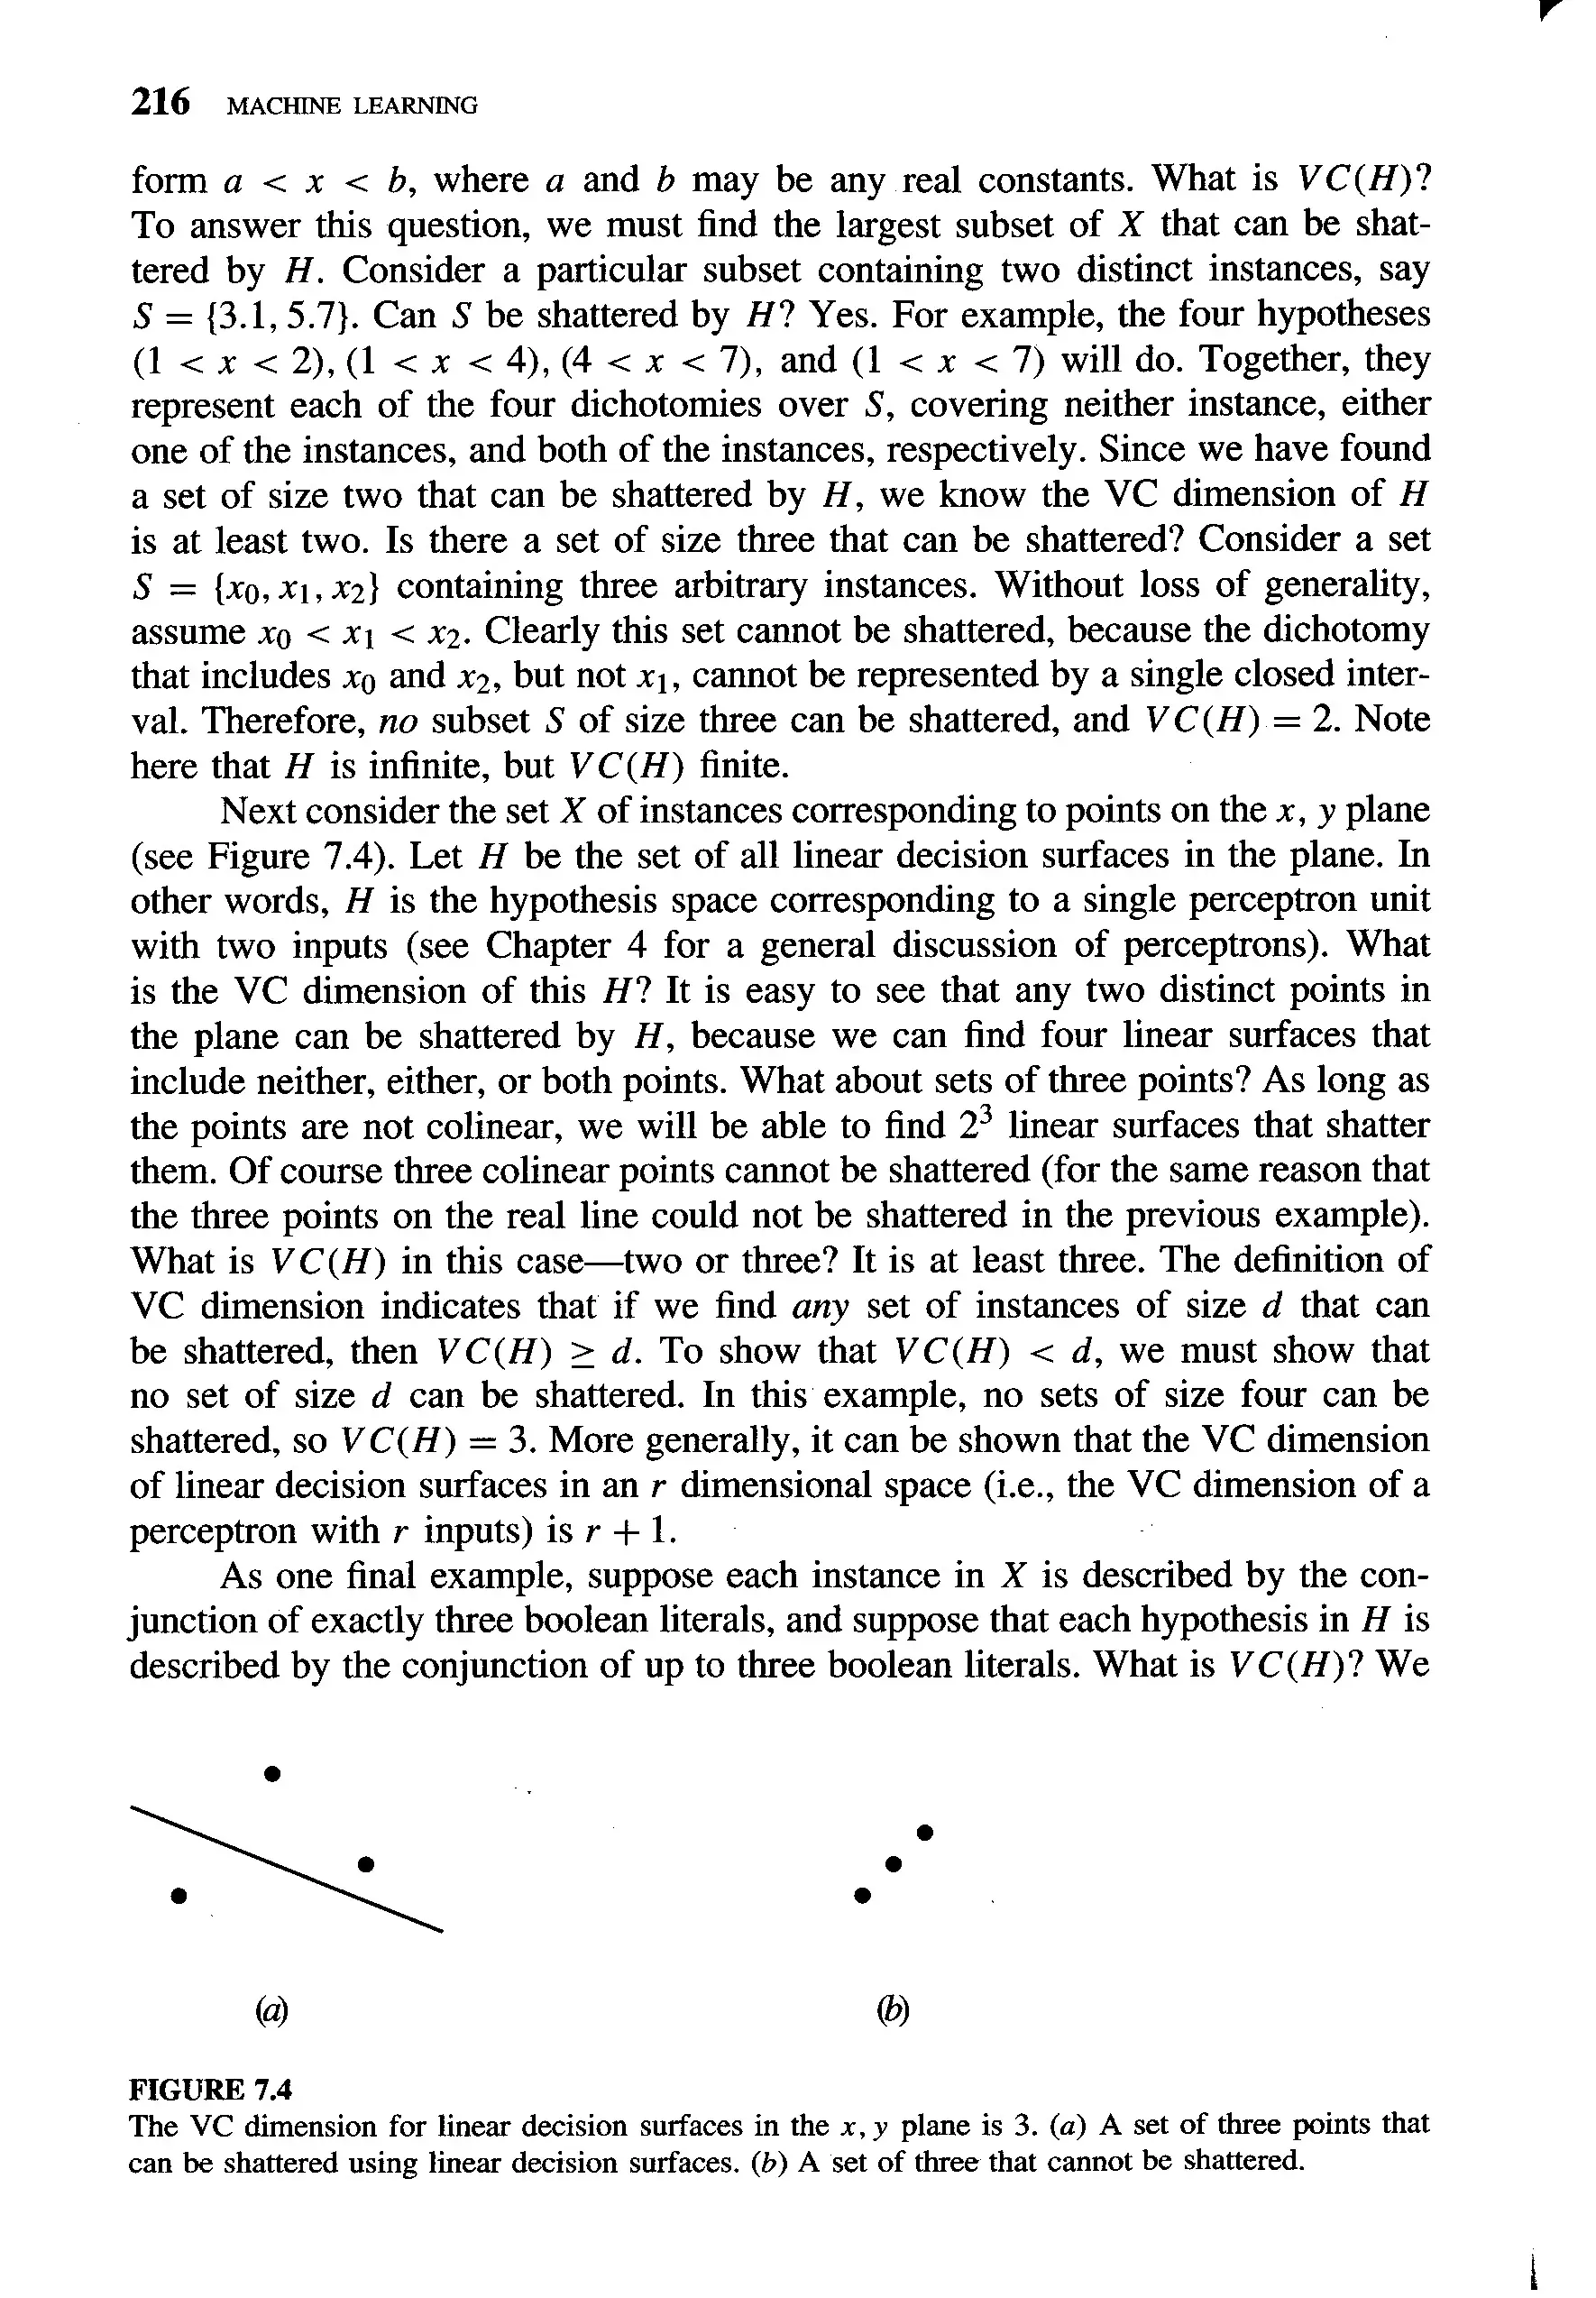 216 MACHINE LEARNING
form a < x < b, where a and b may be any real constants. What is VC(H)?
To answer this question, we must find the largest subset of X that can be shat-
tered by H. Consider a particular subset containing two distinct instances, say
S = {3.1, 5.7}. Can S be shattered by H? Yes. For example, the four hypotheses
(1 < x < 2), (1 < x < 4), (4 < x < 7), and (1 < x < 7) will do. Together, they
represent each of the four dichotomies over S, covering neither instance, either
one of the instances, and both of the instances, respectively. Since we have found
a set of size two that can be shattered by H, we know the VC dimension of H
is at least two. Is there a set of size three that can be shattered? Consider a set
S = {x₀, x₁, x₂} containing three arbitrary instances. Without loss of generality,
assume x₀ < x₁ < x₂. Clearly this set cannot be shattered, because the dichotomy
that includes x₀ and x₂, but not x₁, cannot be represented by a single closed inter-
val. Therefore, no subset S of size three can be shattered, and VC(H) = 2. Note
here that H is infinite, but VC(H) finite.
Next consider the set X of instances corresponding to points on the x, y plane
(see Figure 7.4). Let H be the set of all linear decision surfaces in the plane. In
other words, H is the hypothesis space corresponding to a single perceptron unit
with two inputs (see Chapter 4 for a general discussion of perceptrons). What
is the VC dimension of this H? It is easy to see that any two distinct points in
the plane can be shattered by H, because we can find four linear surfaces that
include neither, either, or both points. What about sets of three points? As long as
the points are not colinear, we will be able to find 2³ linear surfaces that shatter
them. Of course three colinear points cannot be shattered (for the same reason that
the three points on the real line could not be shattered in the previous example).
What is VC(H) in this case—two or three? It is at least three. The definition of
VC dimension indicates that if we find any set of instances of size d that can
be shattered, then VC(H) ≥ d. To show that VC(H) < d, we must show that
no set of size d can be shattered. In this example, no sets of size four can be
shattered, so VC(H) = 3. More generally, it can be shown that the VC dimension
of linear decision surfaces in an r dimensional space (i.e., the VC dimension of a
perceptron with r inputs) is r + 1.
As one final example, suppose each instance in X is described by the con-
junction of exactly three boolean literals, and suppose that each hypothesis in H is
described by the conjunction of up to three boolean literals. What is VC(H)? We
(a) (b)
FIGURE 7.4
The VC dimension for linear decision surfaces in the x, y plane is 3. (a) A set of three points that
can be shattered using linear decision surfaces. (b) A set of three that cannot be shattered.